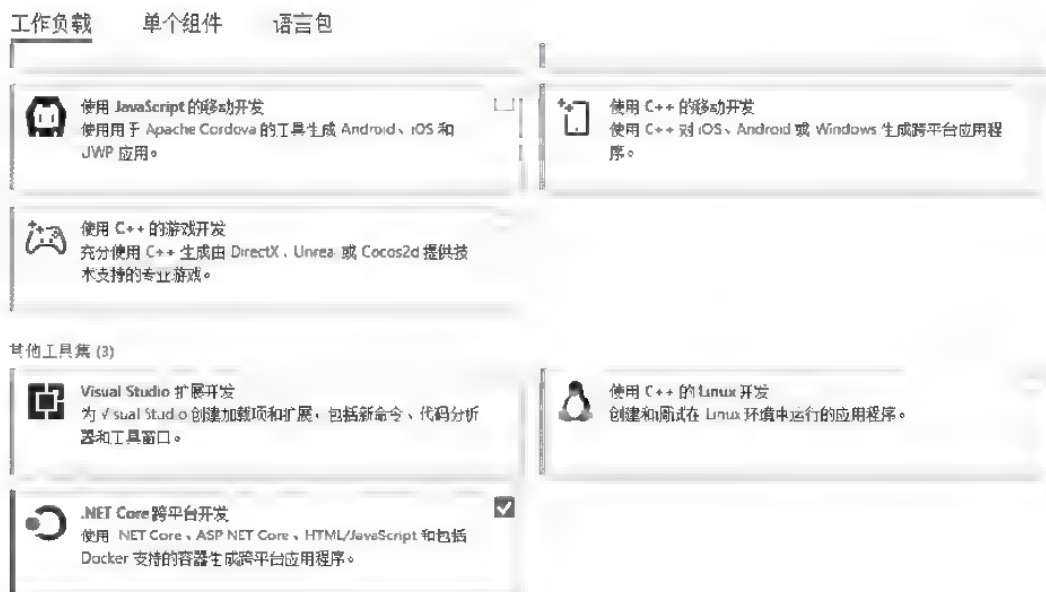 工作负载 单个组件 语言包
使用 JavaScript 的移动开发
使用用于 Apache Cordova 的工具生成 Android、iOS 和
UWP 应用。
使用 C++ 的移动开发
使用 C++ 对 iOS、Android 或 Windows 生成跨平台应用程
序。
使用 C++ 的游戏开发
充分使用 C++ 生成由 DirectX、Unreal 或 Cocos2d 提供技
术支持的专业游戏。
其他工具集 (3)
Visual Studio 扩展开发
为 Visual Studio 创建加载项和扩展，包括新命令、代码分析
器和工具窗口。
使用 C++ 的 Linux 开发
创建和调试在 Linux 环境中运行的应用程序。
.NET Core 跨平台开发
使用 .NET Core、ASP.NET Core、HTML/JavaScript 和包括
Docker 支持的容器生成跨平台应用程序。